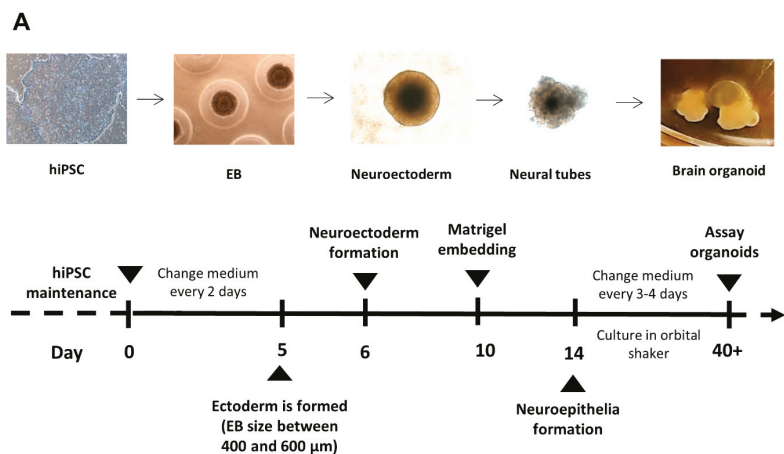 A
hiPSC
EB
Neuroectoderm
Neural tubes
Brain organoid
hiPSC
maintenance
Change medium
every 2 days
Neuroectoderm
formation
Matrigel
embedding
Change medium
every 3-4 days
Assay
organoids
Day
0
5
6
10
14
Culture in orbital
shaker
40+
Ectoderm is formed
(EB size between
400 and 600 µm)
Neuroepithelia
formation